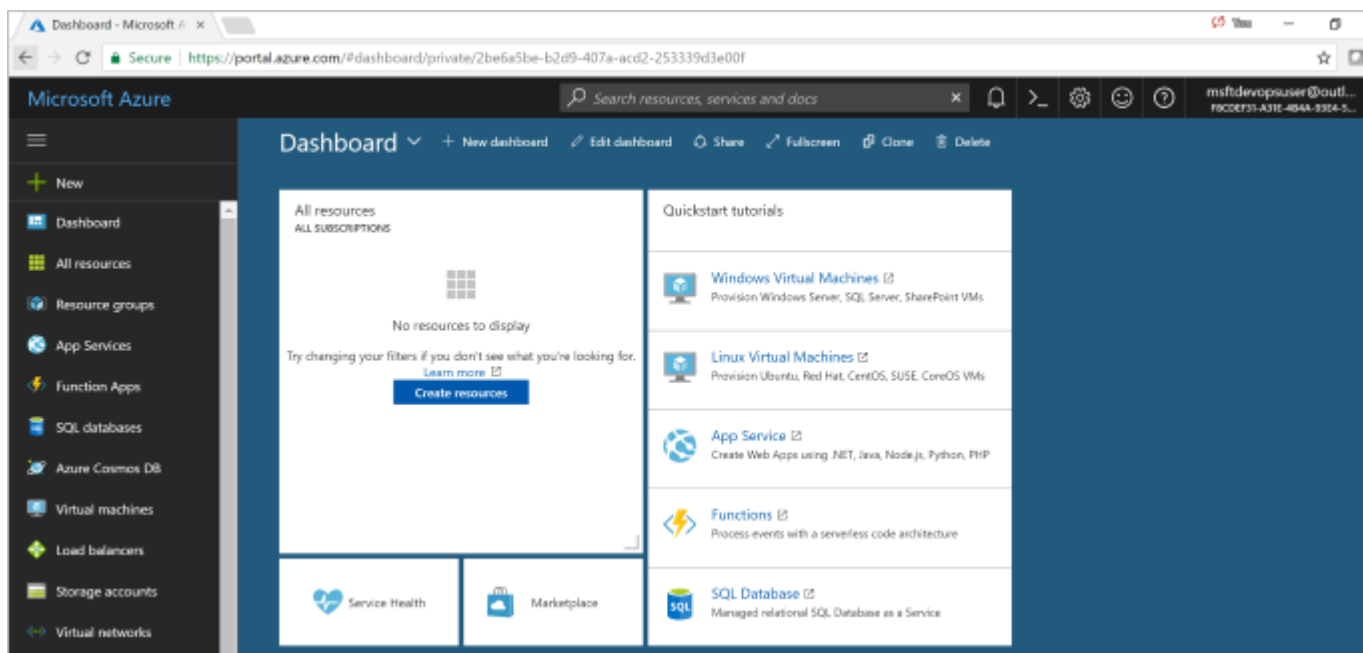 Dashboard - Microsoft A
Secure
https://portal.azure.com/#dashboard/private/2be6a5be-b2d9-407a-acd2-253339d3e00f
Microsoft Azure
Search resources, services and docs
msftdevopsuser@outl...
Dashboard
New dashboard
Edit dashboard
Share
Fullscreen
Clone
Delete
New
Dashboard
All resources
Resource groups
App Services
Function Apps
SQL databases
Azure Cosmos DB
Virtual machines
Load balancers
Storage accounts
Virtual networks
All resources
ALL SUBSCRIPTIONS
No resources to display
Try changing your filters if you don't see what you're looking for.
Learn more
Create resources
Service Health
Marketplace
Quickstart tutorials
Windows Virtual Machines
Provision Windows Server, SQL Server, SharePoint VMs
Linux Virtual Machines
Provision Ubuntu, Red Hat, CentOS, SUSE, CoreOS VMs
App Service
Create Web Apps using .NET, Java, Node.js, Python, PHP
Functions
Process events with a serverless code architecture
SQL
SQL Database
Managed relational SQL Database as a Service